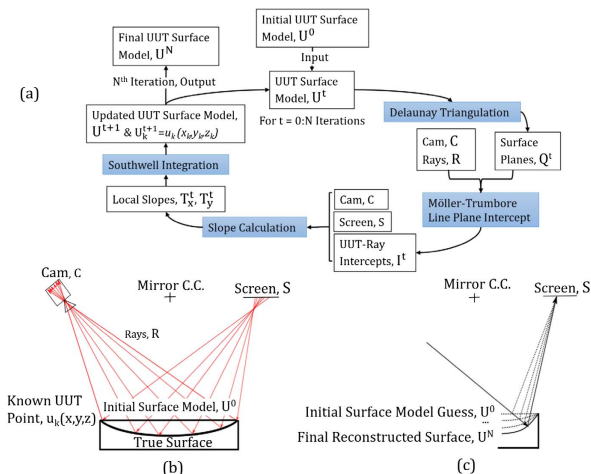 Final UUT Surface
Model, U^N
Initial UUT Surface
Model, U^0
Input
N^th Iteration, Output
(a)
UUT Surface
Model, U^t
For t = 0:N Iterations
Updated UUT Surface Model,
U^t+1 & U_k^t+1=u_k(x_k,y_k,z_k)
Delaunay Triangulation
Cam, C
Rays, R
Surface
Planes, Q^t
Southwell Integration
Möller-Trumbore
Line Plane Intercept
Local Slopes, T_x^t, T_y^t
Slope Calculation
Cam, C
Screen, S
UUT-Ray
Intercepts, I^t
Cam, C
Mirror C.C.
Screen, S
Rays, R
Known UUT
Point, u_k(x,y,z)
Initial Surface Model, U^0
True Surface
(b)
Mirror C.C.
Screen, S
Initial Surface Model Guess, U^0
...
Final Reconstructed Surface, U^N
(c)